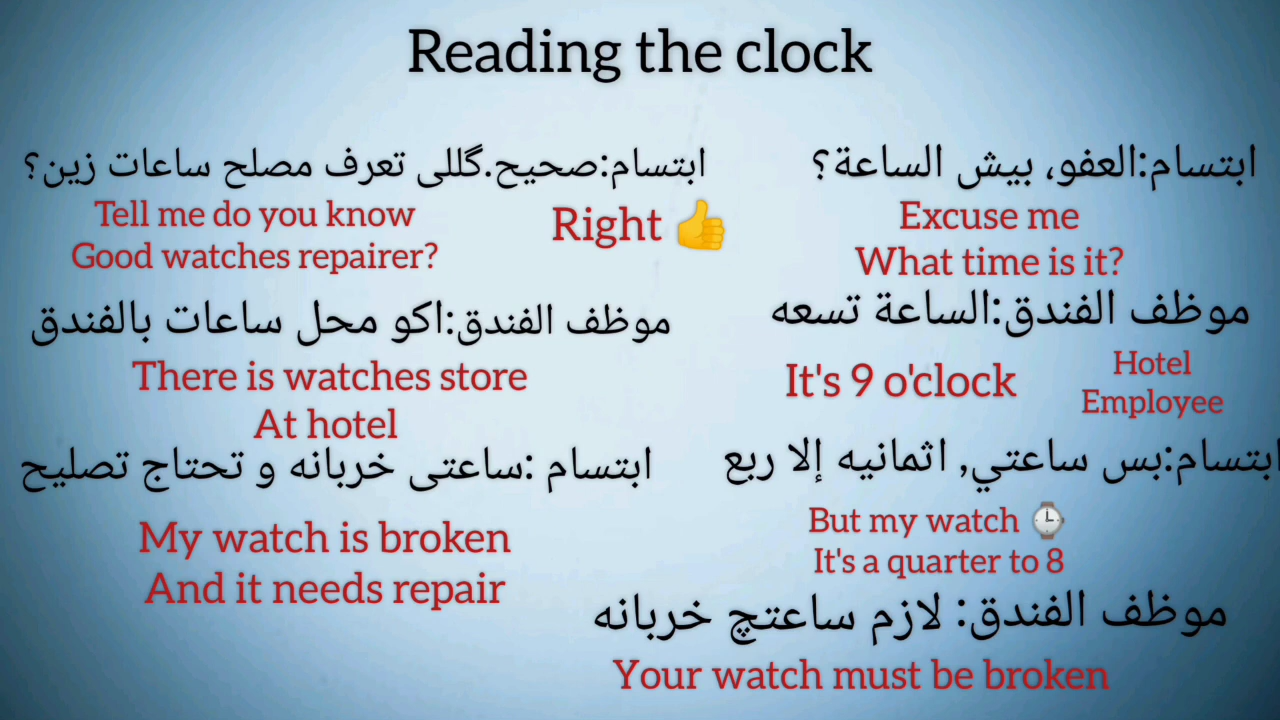 Reading the clock
ابتسام:العفو، بيش الساعة؟
Excuse me
What time is it?
موظف الفندق:الساعة تسعه
It's 9 o'clock
Hotel
Employee
ابتسام:بس ساعتي, اثمانيه إلا ربع
But my watch ⌚
It's a quarter to 8
موظف الفندق: لازم ساعتچ خربانه
Your watch must be broken
ابتسام:صحيح.گللی تعرف مصلح ساعات زين؟
Right 👍
Tell me do you know
Good watches repairer?
موظف الفندق:اكو محل ساعات بالفندق
There is watches store
At hotel
ابتسام :ساعتی خربانه و تحتاج تصليح
My watch is broken
And it needs repair